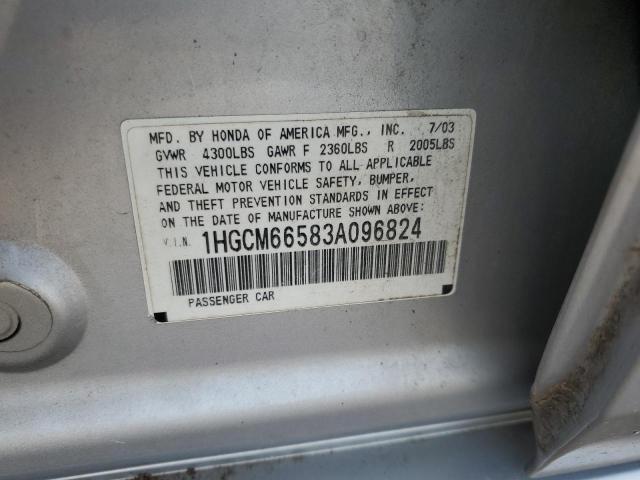 MFD. BY HONDA OF AMERICA MFG., INC. 7/03
GVWR 4300LBS GAWR F 2360LBS R 2005LBS
THIS VEHICLE CONFORMS TO ALL APPLICABLE
FEDERAL MOTOR VEHICLE SAFETY, BUMPER,
AND THEFT PREVENTION STANDARDS IN EFFECT
ON THE DATE OF MANUFACTURE SHOWN ABOVE:
V.I.N. 1HGCM66583A096824
PASSENGER CAR